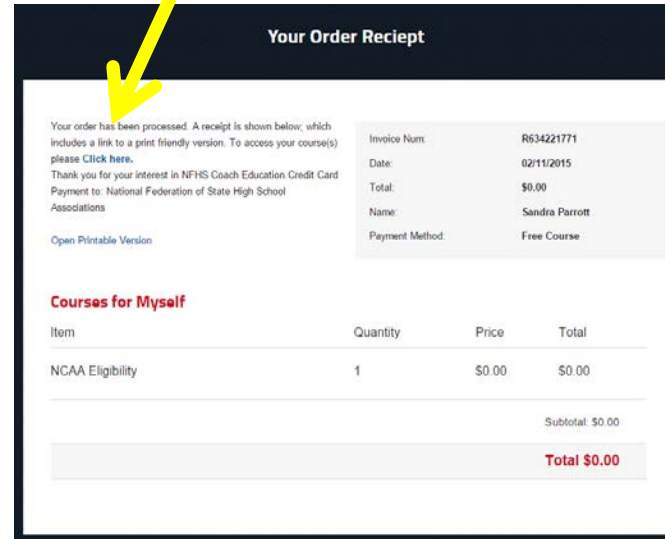 Your Order Reciept
Your order has been processed. A receipt is shown below, which
includes a link to a print friendly version. To access your course(s)
please Click here.
Thank you for your interest in NFHS Coach Education Credit Card
Payment to: National Federation of State High School
Associations
Open Printable Version
Invoice Num: R634221771
Date: 02/11/2015
Total: $0.00
Name: Sandra Parrott
Payment Method: Free Course
Courses for Myself
Item Quantity Price Total
NCAA Eligibility 1 $0.00 $0.00
Subtotal: $0.00
Total $0.00